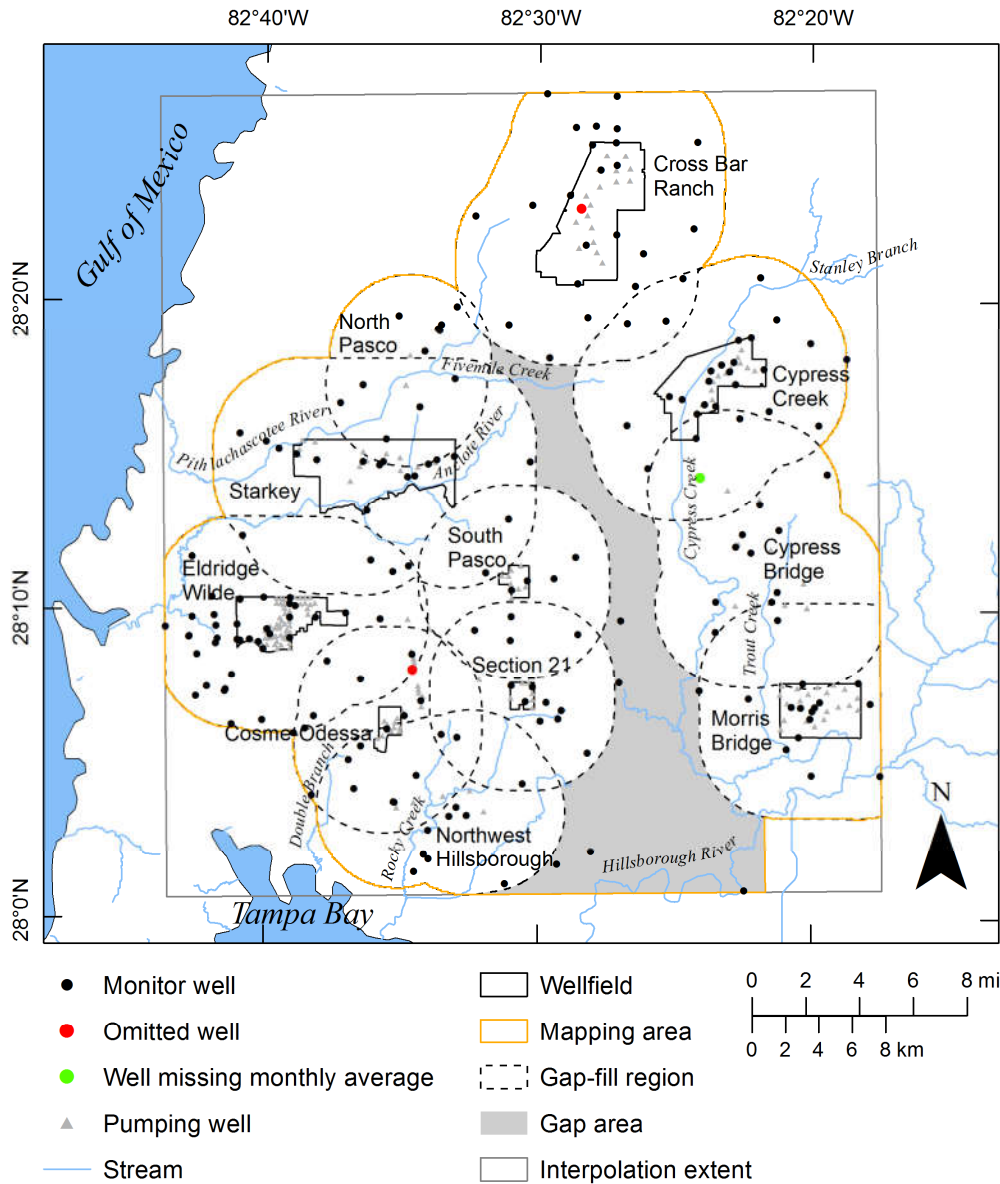 82°40'W 82°30'W 82°20'W
Gulf of Mexico
Cross Bar
Ranch
Stanley Branch
28°20'N
North
Pasco
Fivemile Creek
Cypress
Creek
Pithlachascotee River
Anclote River
Starkey
Cypress Creek
South
Pasco
Cypress
Bridge
Eldridge
Wilde
28°10'N
Trout Creek
Section 21
Cosme Odessa
Morris
Bridge
Double Branch
Rocky Creek
Northwest
Hillsborough
Hillsborough River
N
28°0'N
Tampa Bay
Monitor well
Omitted well
Well missing monthly average
Pumping well
Stream
Wellfield
Mapping area
Gap-fill region
Gap area
Interpolation extent
0 2 4 6 8 mi
0 2 4 6 8 km